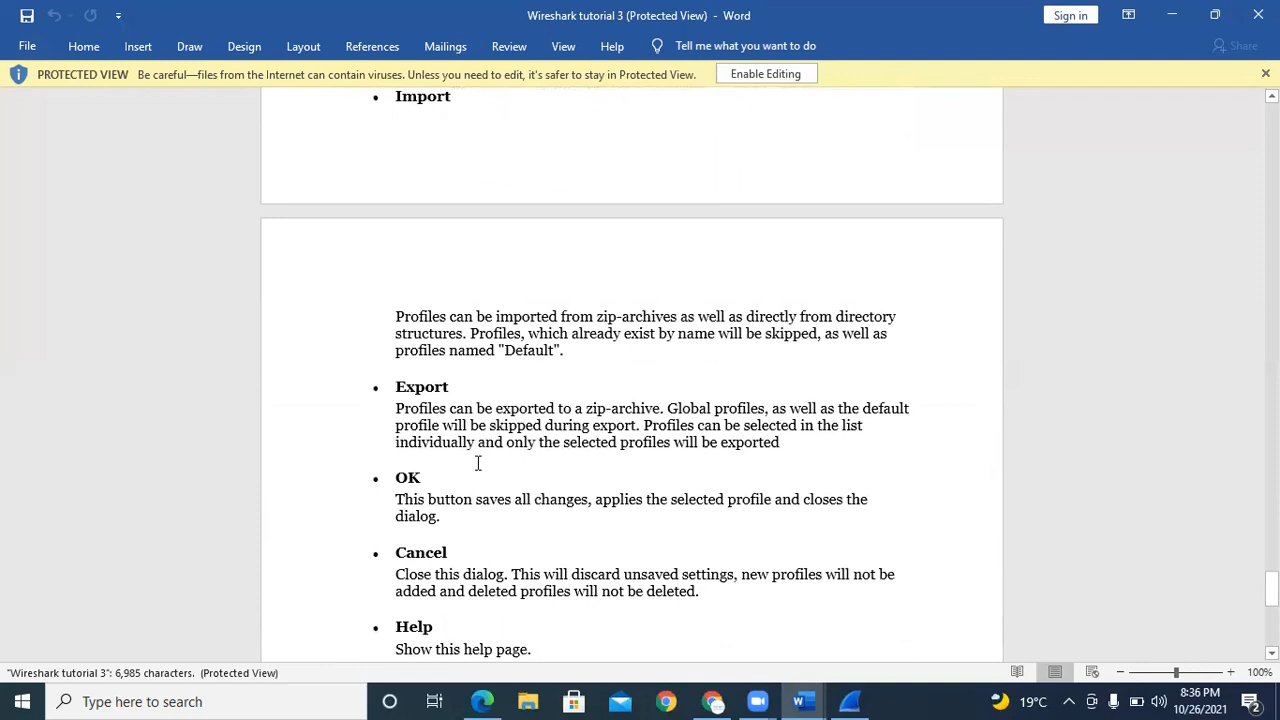 Wireshark tutorial 3 (Protected View) - Word
Sign in
File Home Insert Draw Design Layout References Mailings Review View Help Tell me what you want to do Share
PROTECTED VIEW Be careful—files from the Internet can contain viruses. Unless you need to edit, it's safer to stay in Protected View. Enable Editing
• Import
Profiles can be imported from zip-archives as well as directly from directory
structures. Profiles, which already exist by name will be skipped, as well as
profiles named "Default".
• Export
Profiles can be exported to a zip-archive. Global profiles, as well as the default
profile will be skipped during export. Profiles can be selected in the list
individually and only the selected profiles will be exported
• OK
This button saves all changes, applies the selected profile and closes the
dialog.
• Cancel
Close this dialog. This will discard unsaved settings, new profiles will not be
added and deleted profiles will not be deleted.
• Help
Show this help page.
"Wireshark tutorial 3": 6,985 characters. (Protected View)
100%
Type here to search
19°C
8:36 PM
10/26/2021
2